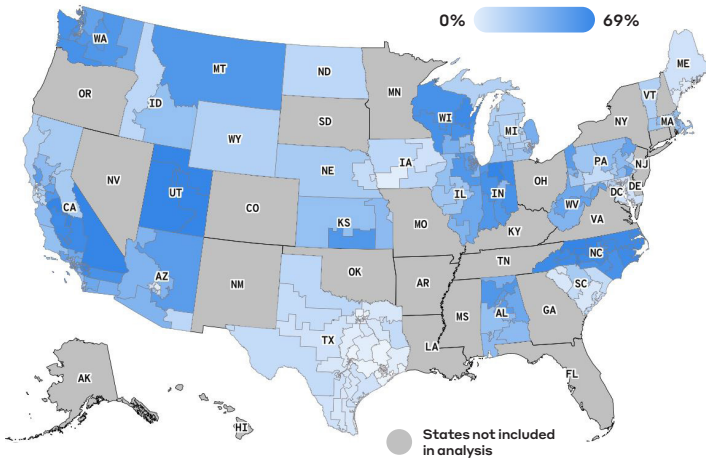 0% 69%
WA
ME
MT
ND
MN
VT
OR
ID
WI
NY
MA
SD
MI
WY
IA
PA
NJ
NE
OH
DE
NV
IL
IN
DC
UT
WV
CO
CA
KS
MO
VA
KY
NC
TN
AZ
OK
NM
AR
SC
MS
AL
GA
TX
LA
AK
FL
HI
States not included
in analysis